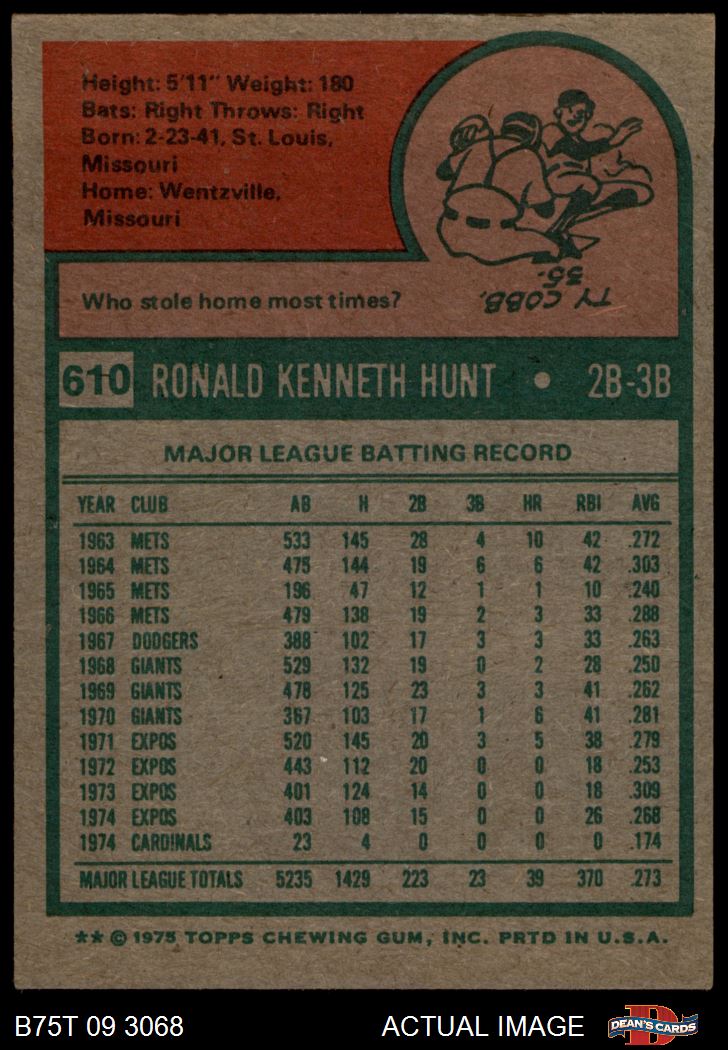 Height: 5'11" Weight: 180
Bats: Right Throws: Right
Born: 2-23-41, St. Louis,
Missouri
Home: Wentzville,
Missouri
Who stole home most times?
TY COBB,
35.
610 RONALD KENNETH HUNT • 2B-3B
MAJOR LEAGUE BATTING RECORD
YEAR CLUB AB H 2B 3B HR RBI AVG
1963 METS 533 145 28 4 10 42 .272
1964 METS 475 144 19 6 6 42 .303
1965 METS 196 47 12 1 1 10 .240
1966 METS 479 138 19 2 3 33 .288
1967 DODGERS 388 102 17 3 3 33 .263
1968 GIANTS 529 132 19 0 2 28 .250
1969 GIANTS 478 125 23 3 3 41 .262
1970 GIANTS 367 103 17 1 6 41 .281
1971 EXPOS 520 145 20 3 5 38 .279
1972 EXPOS 443 112 20 0 0 18 .253
1973 EXPOS 401 124 14 0 0 18 .309
1974 EXPOS 403 108 15 0 0 26 .268
1974 CARDINALS 23 4 0 0 0 0 .174
MAJOR LEAGUE TOTALS 5235 1429 223 23 39 370 .273
★★ © 1975 TOPPS CHEWING GUM, INC. PRTD IN U.S.A.
B75T 09 3068 ACTUAL IMAGE DEAN'S CARDS